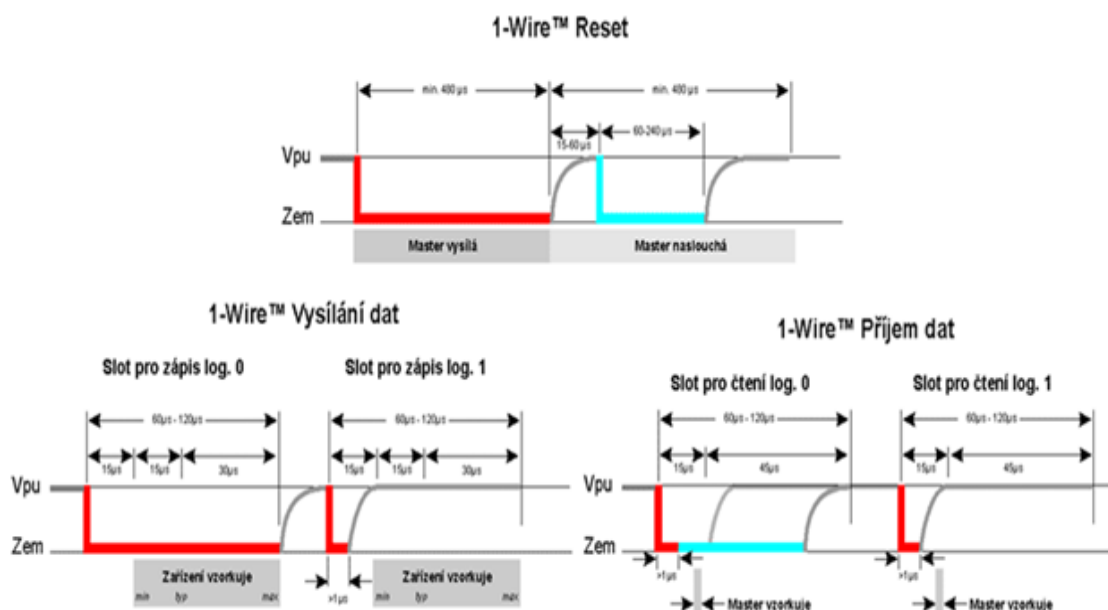 1-Wire™ Reset
min. 480 µs
min. 480 µs
15-60 µs
60-240 µs
Vpu
Zem
Master vysílá
Master naslouchá
1-Wire™ Vysílání dat
Slot pro zápis log. 0
Slot pro zápis log. 1
60µs - 120µs
60µs - 120µs
15µs
15µs
30µs
15µs
15µs
30µs
Vpu
Zem
Zařízení vzorkuje
min
typ
max
>1µs
Zařízení vzorkuje
min
typ
max
1-Wire™ Příjem dat
Slot pro čtení log. 0
Slot pro čtení log. 1
60µs - 120µs
60µs - 120µs
15µs
45µs
15µs
45µs
Vpu
Zem
>1µs
>1µs
Master vzorkuje
Master vzorkuje